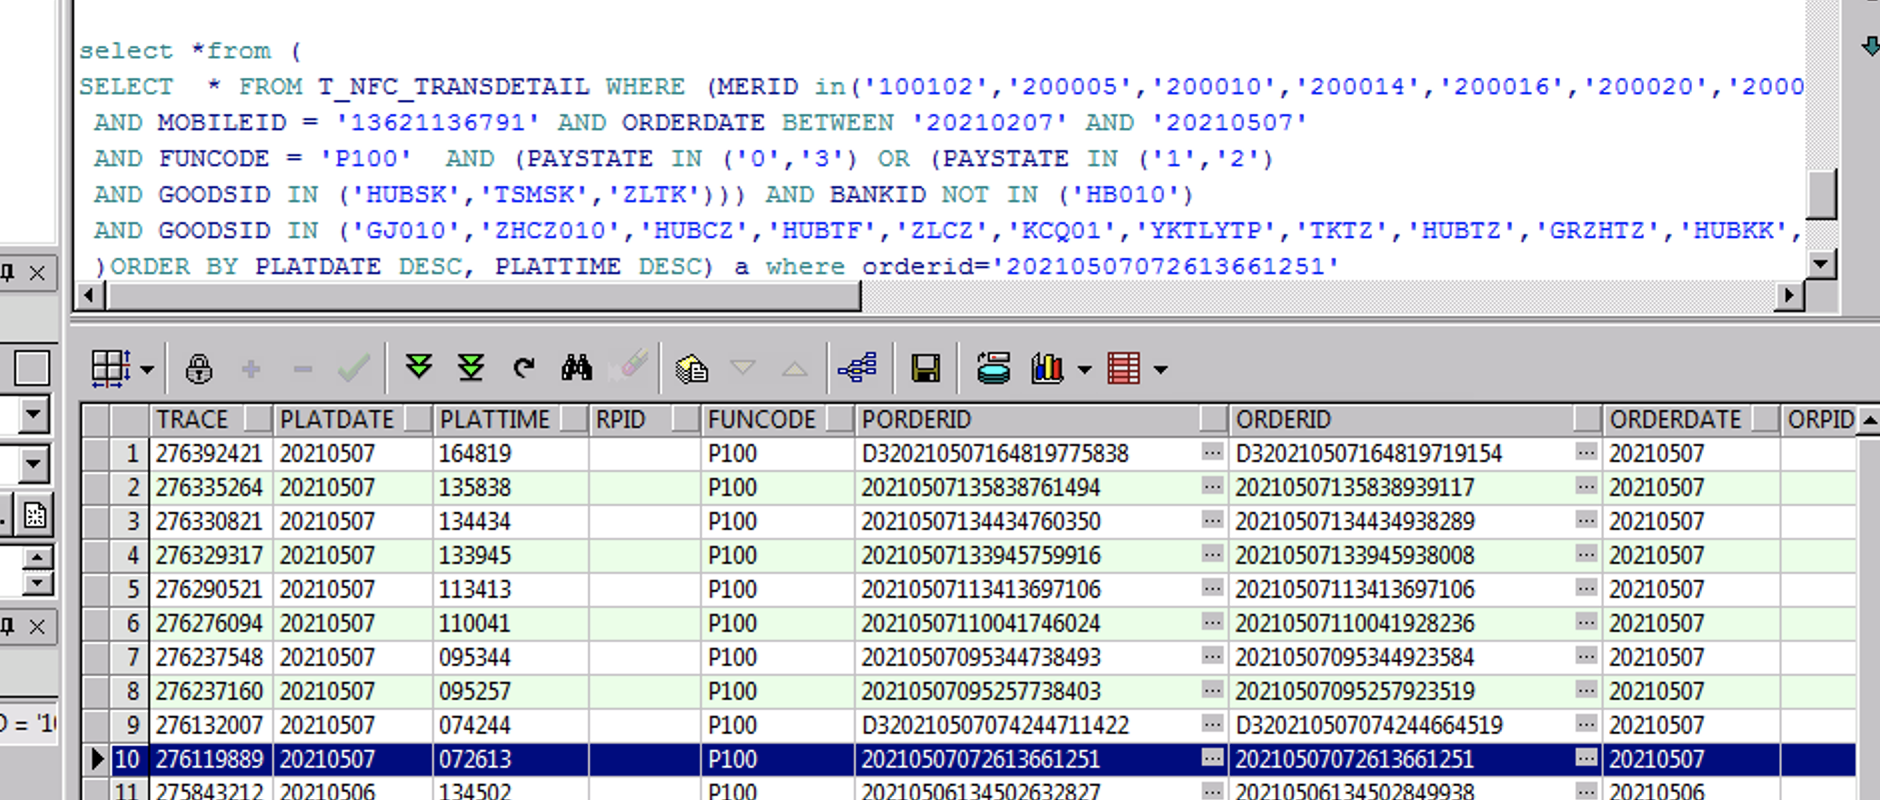 select *from (
SELECT  * FROM T_NFC_TRANSDETAIL WHERE (MERID in('100102','200005','200010','200014','200016','200020','2000
AND MOBILEID = '13621136791' AND ORDERDATE BETWEEN '20210207' AND '20210507'
AND FUNCODE = 'P100'  AND (PAYSTATE IN ('0','3') OR (PAYSTATE IN ('1','2')
AND GOODSID IN ('HUBSK','TSMSK','ZLTK'))) AND BANKID NOT IN ('HB010')
AND GOODSID IN ('GJ010','ZHCZ010','HUBCZ','HUBTF','ZLCZ','KCQ01','YKTLYTP','TKTZ','HUBTZ','GRZHTZ','HUBKK',
)ORDER BY PLATDATE DESC, PLATTIME DESC) a where orderid='20210507072613661251'
TRACE PLATDATE PLATTIME RPID FUNCODE PORDERID ORDERID ORDERDATE ORPID
1 276392421 20210507 164819 P100 D320210507164819775838 ... D320210507164819719154 ... 20210507
2 276335264 20210507 135838 P100 20210507135838761494 ... 20210507135838939117 ... 20210507
3 276330821 20210507 134434 P100 20210507134434760350 ... 20210507134434938289 ... 20210507
4 276329317 20210507 133945 P100 20210507133945759916 ... 20210507133945938008 ... 20210507
5 276290521 20210507 113413 P100 20210507113413697106 ... 20210507113413697106 ... 20210507
6 276276094 20210507 110041 P100 20210507110041746024 ... 20210507110041928236 ... 20210507
7 276237548 20210507 095344 P100 20210507095344738493 ... 20210507095344923584 ... 20210507
8 276237160 20210507 095257 P100 20210507095257738403 ... 20210507095257923519 ... 20210507
9 276132007 20210507 074244 P100 D320210507074244711422 ... D320210507074244664519 ... 20210507
= '1
10 276119889 20210507 072613 P100 20210507072613661251 ... 20210507072613661251 ... 20210507
11 275843212 20210506 134502 P100 20210506134502632827 ... 20210506134502849938 ... 20210506